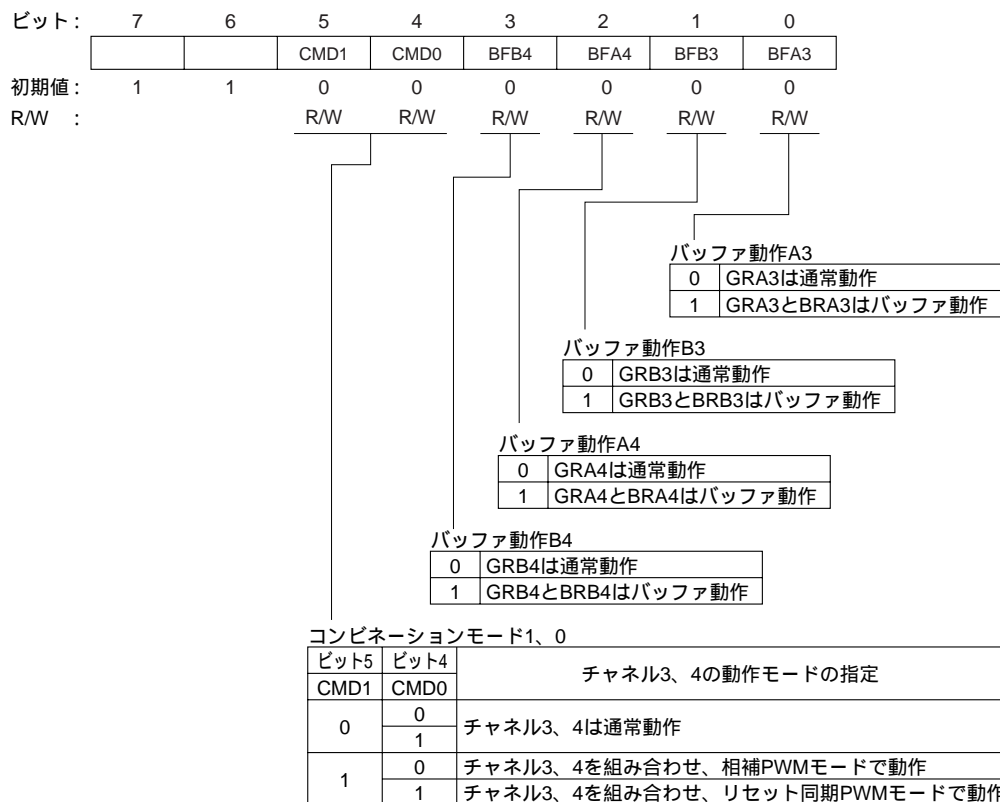 ビット: 7 6 5 4 3 2 1 0
CMD1 CMD0 BFB4 BFA4 BFB3 BFA3
初期値: 1 1 0 0 0 0 0 0
R/W : R/W R/W R/W R/W R/W R/W
バッファ動作A3
0 GRA3は通常動作
1 GRA3とBRA3はバッファ動作
バッファ動作B3
0 GRB3は通常動作
1 GRB3とBRB3はバッファ動作
バッファ動作A4
0 GRA4は通常動作
1 GRA4とBRA4はバッファ動作
バッファ動作B4
0 GRB4は通常動作
1 GRB4とBRB4はバッファ動作
コンビネーションモード1、0
ビット5 ビット4 チャネル3、4の動作モードの指定
CMD1 CMD0
0 0 チャネル3、4は通常動作
1
1 0 チャネル3、4を組み合わせ、相補PWMモードで動作
1 チャネル3、4を組み合わせ、リセット同期PWMモードで動作